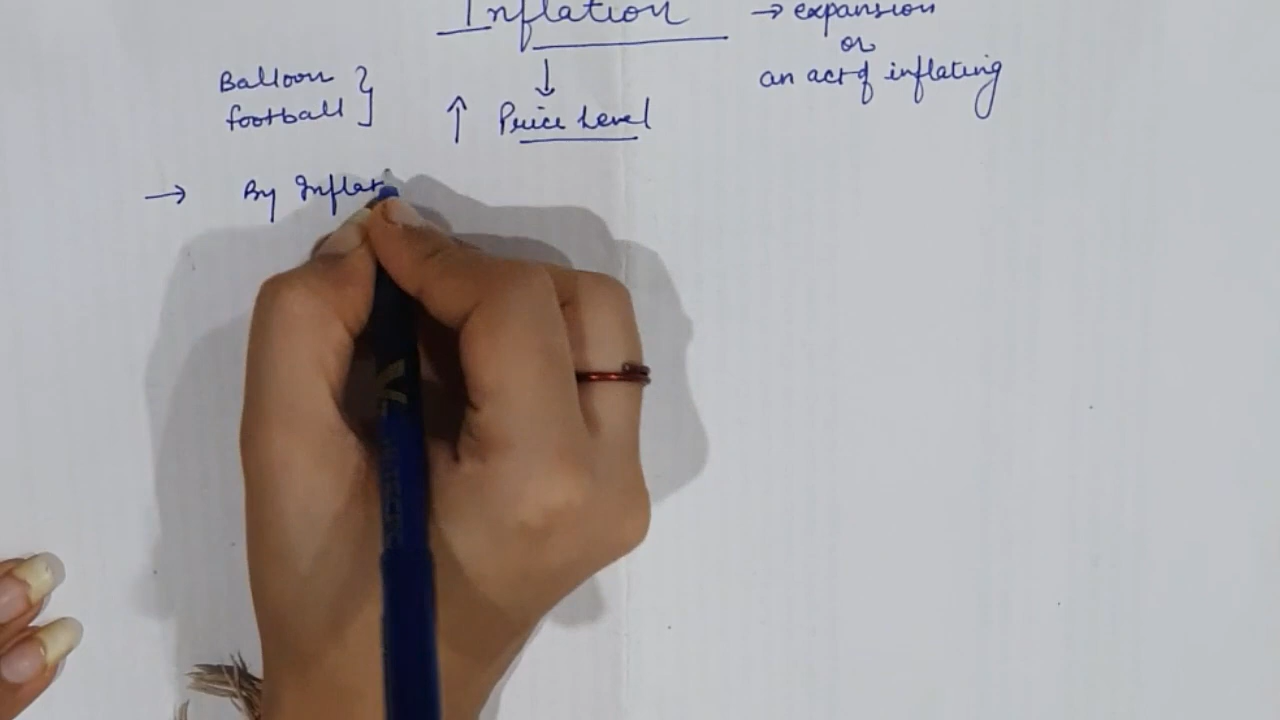 Inflation → expansion
or
an act of inflating
Balloon
football }
↓
↑ Price Level
→ By Inflat